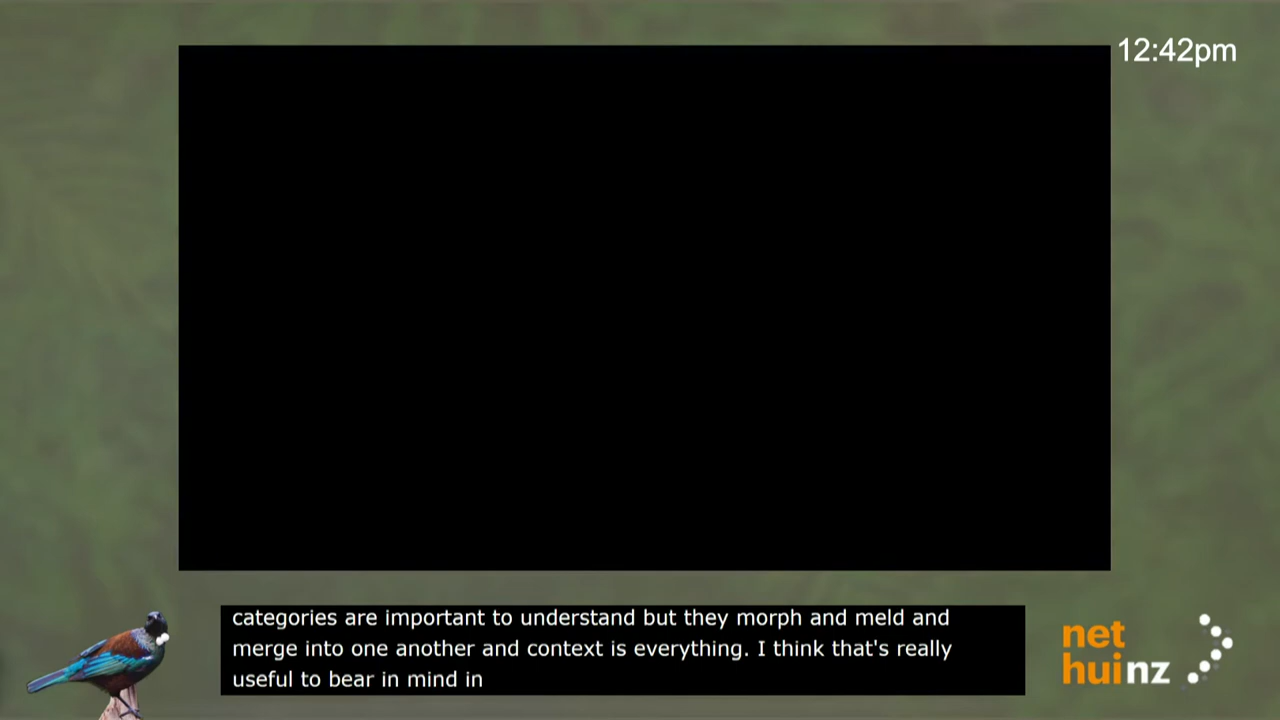 12:42pm
categories are important to understand but they morph and meld and
merge into one another and context is everything. I think that's really
useful to bear in mind in
net
huinz